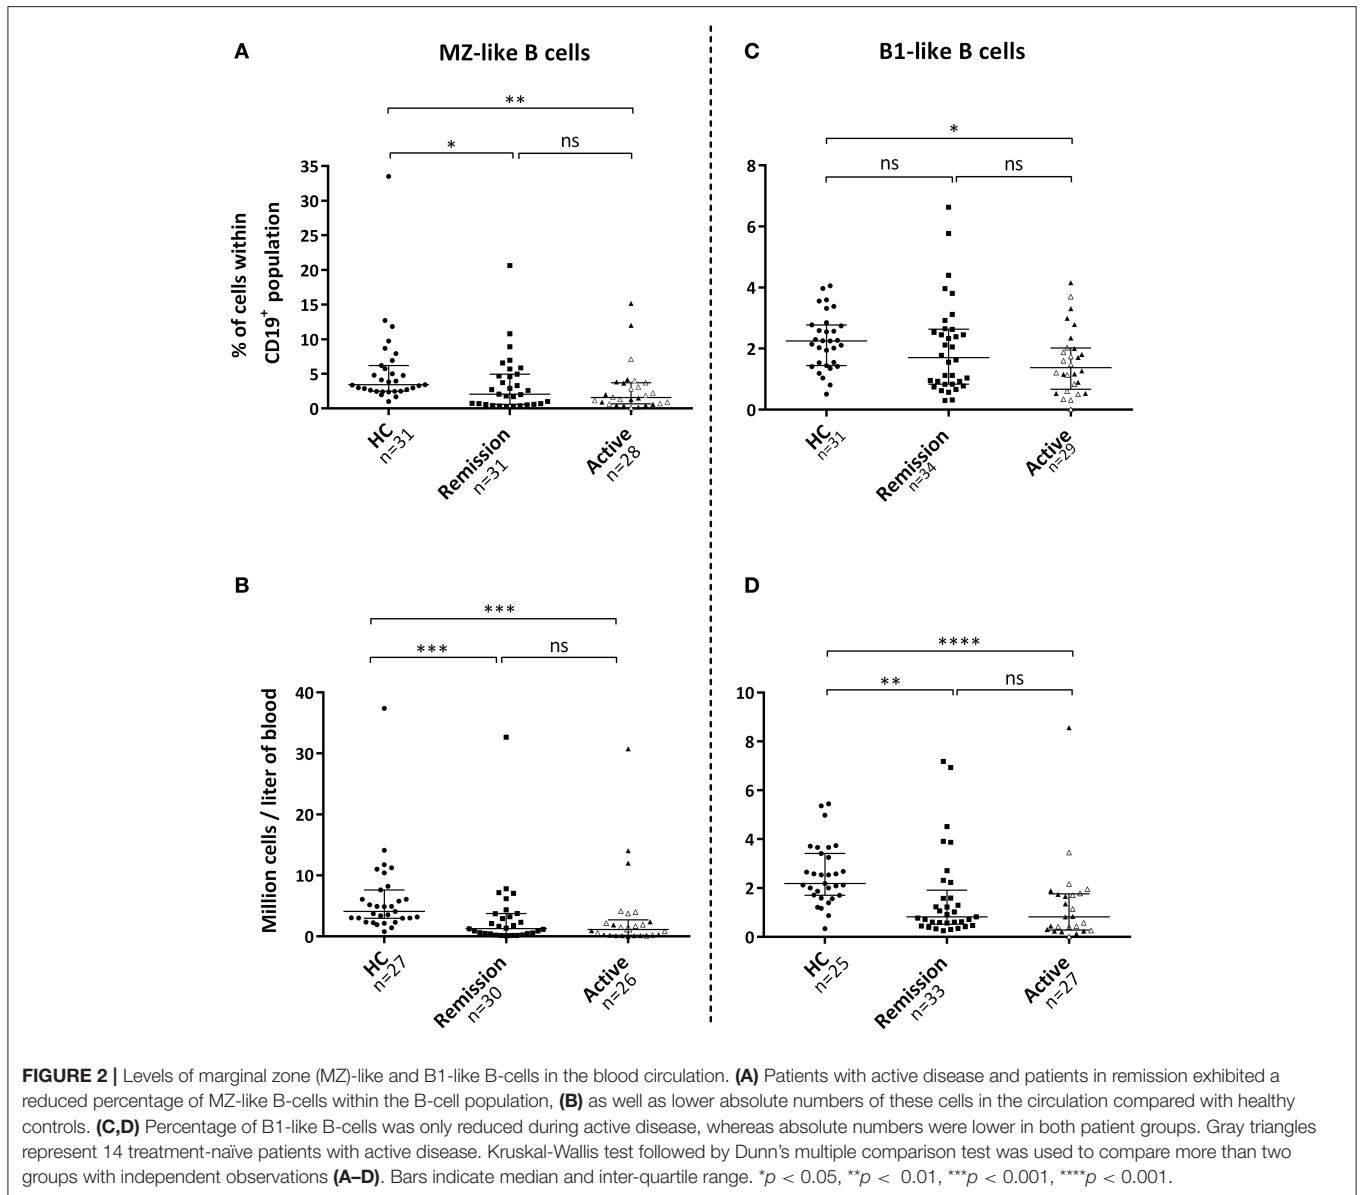 A
MZ-like B cells
**
* ns
% of cells within
CD19+ population
35
30
25
20
15
10
5
0
HC
n=31
Remission
n=31
Active
n=28
C
B1-like B cells
*
ns ns
8
6
4
2
0
HC
n=31
Remission
n=34
Active
n=29
B
***
*** ns
Million cells / liter of blood
40
30
20
10
0
HC
n=27
Remission
n=30
Active
n=26
D
****
** ns
10
8
6
4
2
0
HC
n=25
Remission
n=33
Active
n=27
FIGURE 2 | Levels of marginal zone (MZ)-like and B1-like B-cells in the blood circulation. (A) Patients with active disease and patients in remission exhibited a
reduced percentage of MZ-like B-cells within the B-cell population, (B) as well as lower absolute numbers of these cells in the circulation compared with healthy
controls. (C,D) Percentage of B1-like B-cells was only reduced during active disease, whereas absolute numbers were lower in both patient groups. Gray triangles
represent 14 treatment-naïve patients with active disease. Kruskal-Wallis test followed by Dunn's multiple comparison test was used to compare more than two
groups with independent observations (A–D). Bars indicate median and inter-quartile range. *p < 0.05, **p < 0.01, ***p < 0.001, ****p < 0.001.